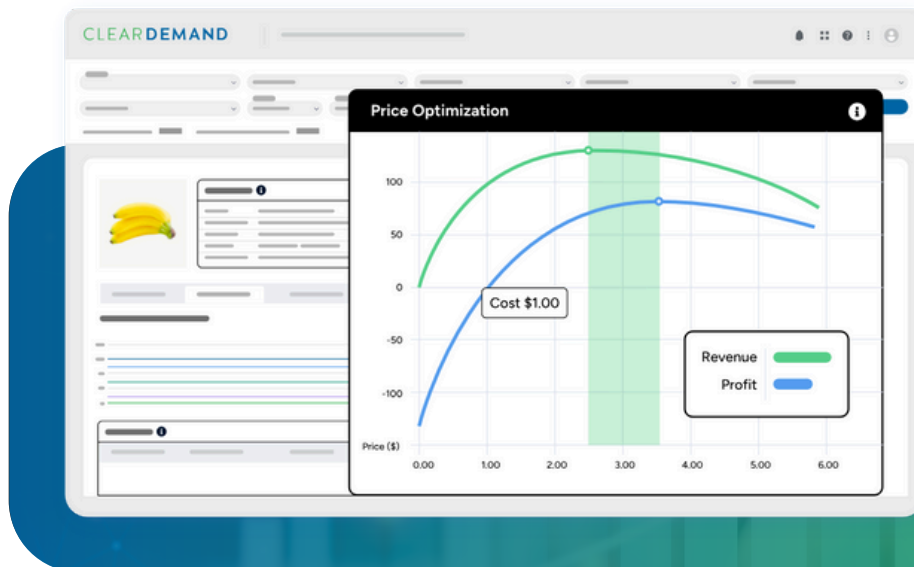 CLEARDEMAND
Price Optimization
100
50
0
-50
-100
Cost $1.00
Revenue
Profit
Price ($)
0.00 1.00 2.00 3.00 4.00 5.00 6.00